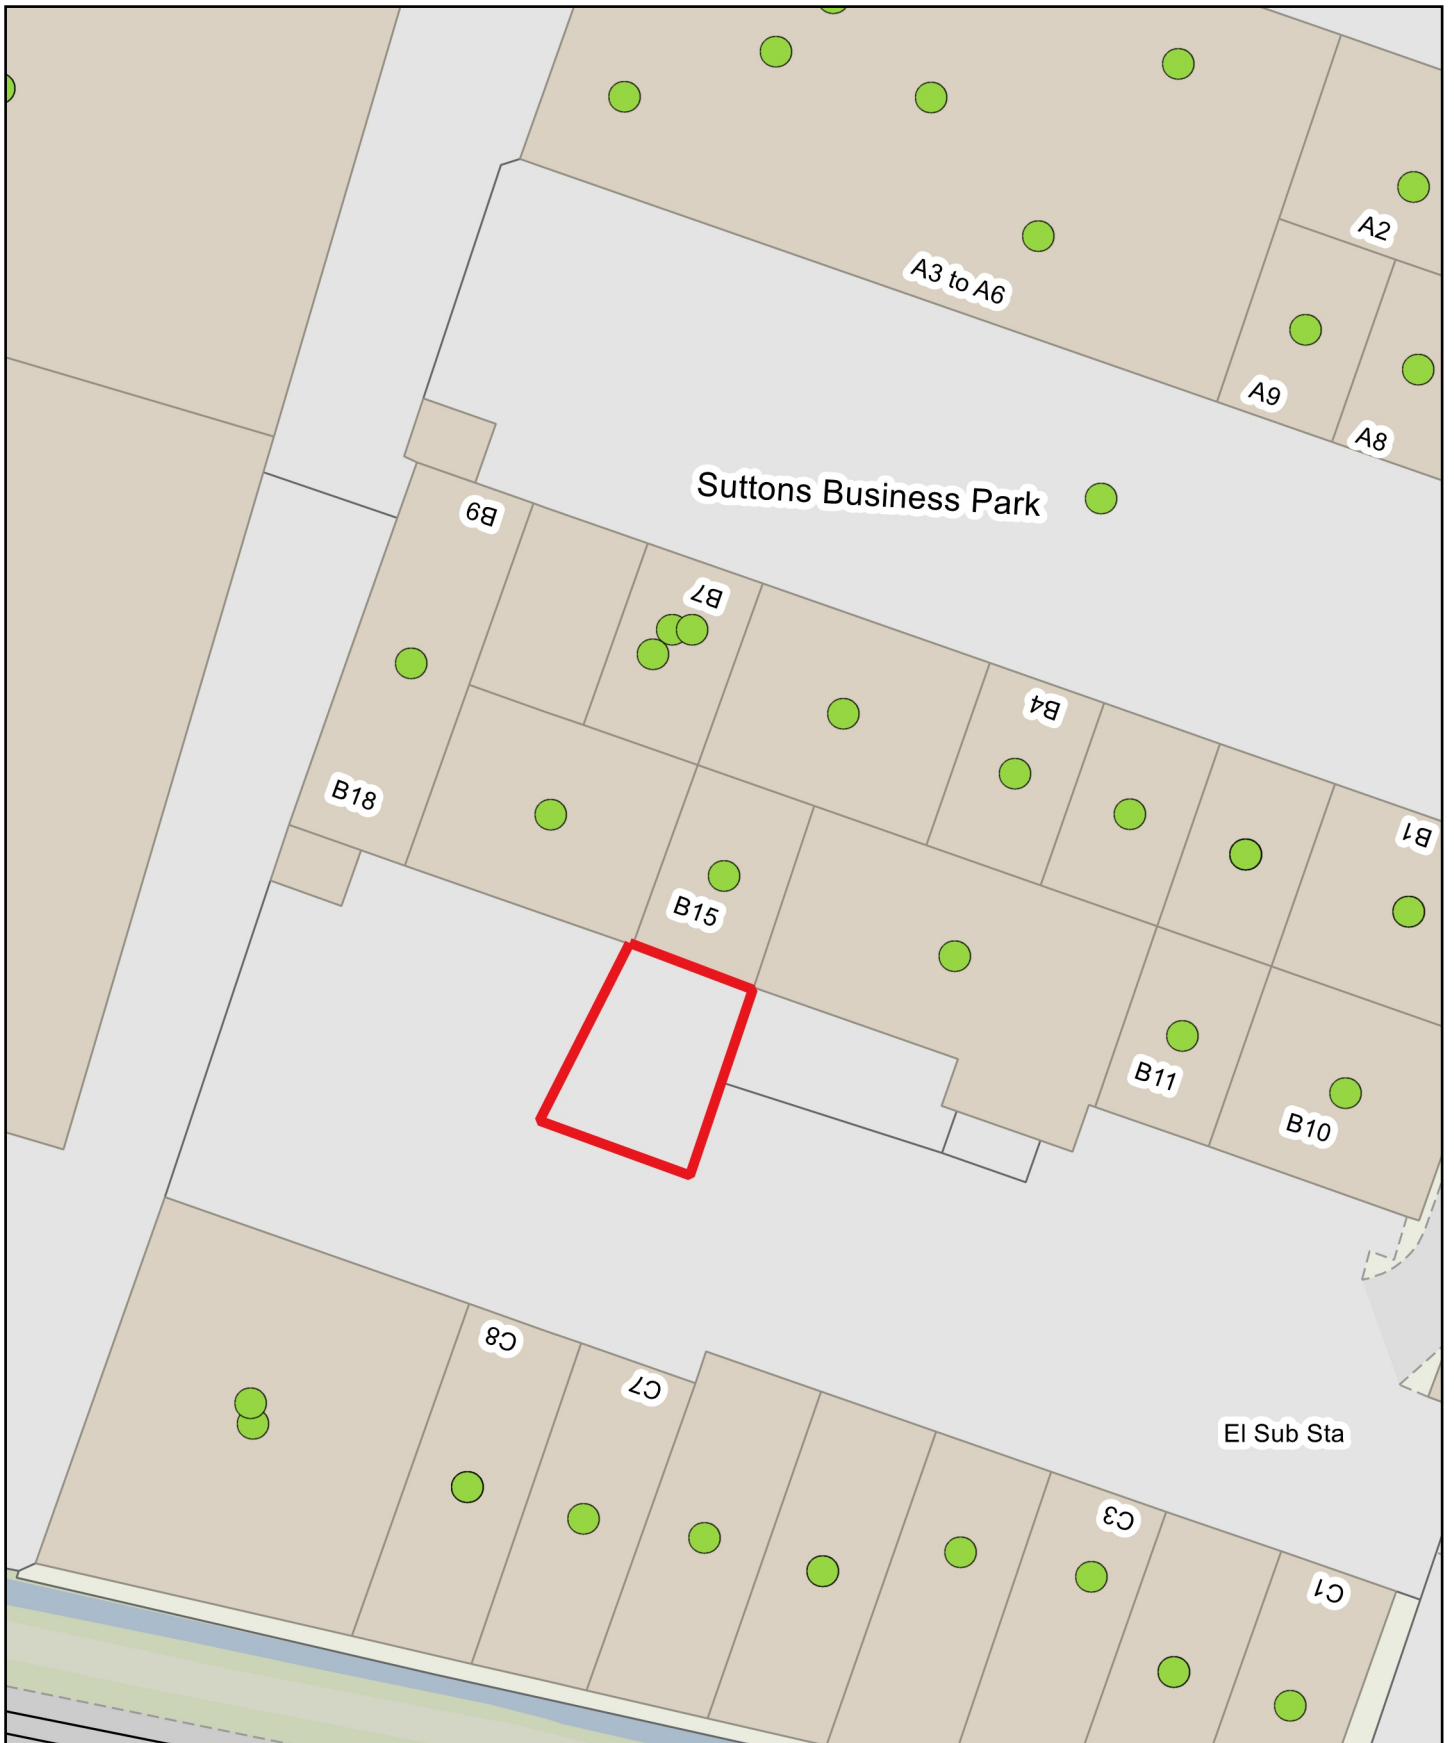 A2
A3 to A6
A9
A8
Suttons Business Park
B9
B7
B4
B18
B1
B15
B11
B10
C8
C7
El Sub Sta
C3
C1